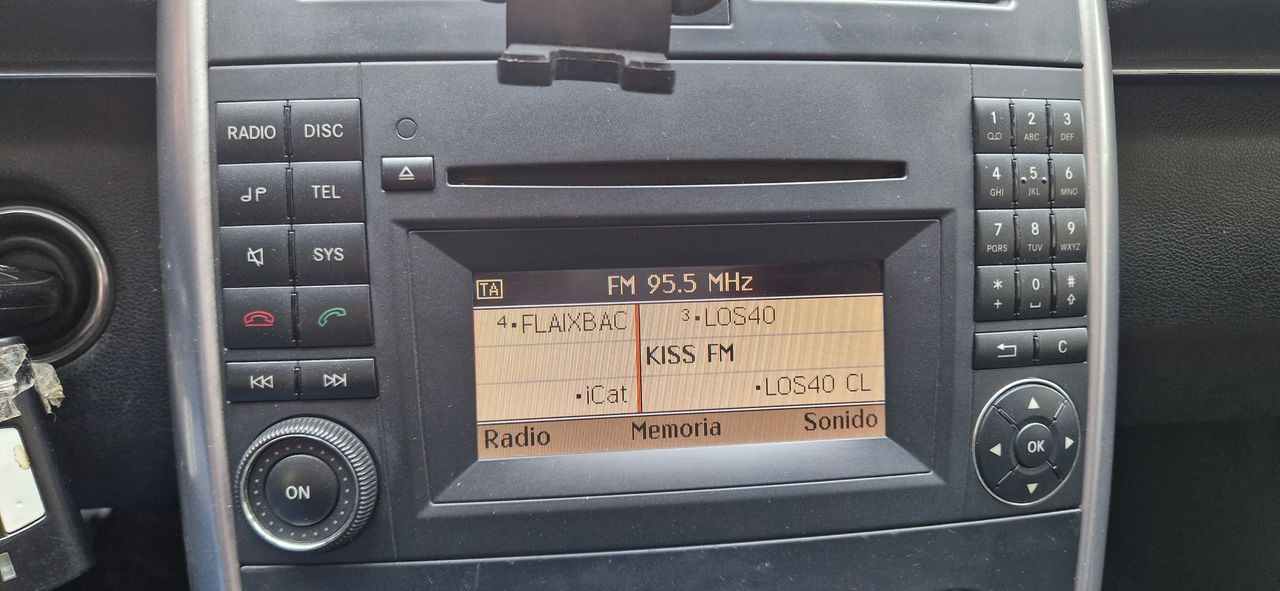 RADIO DISC
TEL
SYS
ON
TA FM 95.5 MHz
4·FLAIXBAC 3·LOS40
KISS FM
·iCat ·LOS40 CL
Radio Memoria Sonido
1 2 3
ABC DEF
4 5 6
GHI JKL MNO
7 8 9
PQRS TUV WXYZ
* 0 #
+
C
OK